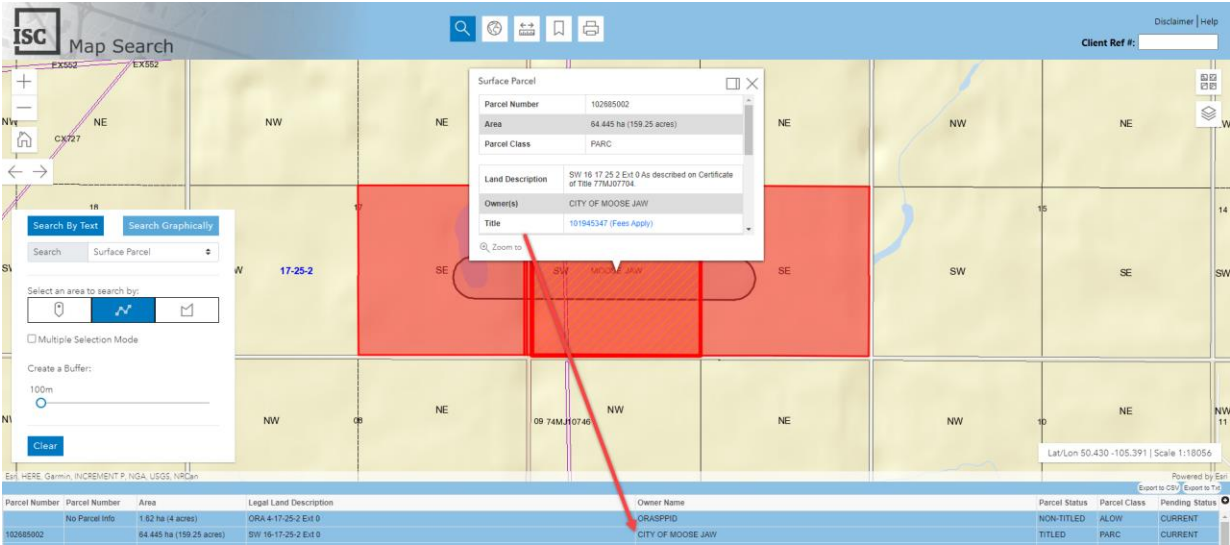 Disclaimer | Help
ISC Map Search
Client Ref #:
EX552 EX552
NE NW NE NE NW NE
CX727
Surface Parcel
Parcel Number 102685002
Area 64.445 ha (159.25 acres)
Parcel Class PARC
Land Description SW 16 17 25 2 Ext 0 As described on Certificate
of Title 77MJ07704.
Owner(s) CITY OF MOOSE JAW
Title 101945347 (Fees Apply)
Zoom to
18 17 15 14
Search By Text Search Graphically
Search Surface Parcel
17-25-2 SE SW MOOSE JAW SE SW SE SW
Select an area to search by:
Multiple Selection Mode
Create a Buffer:
100m
NW 08 NE 09 74MJ10746 NW NE NW 10 NE NW
11
Clear
Lat/Lon 50.430 -105.391 | Scale 1:18056
Esri, HERE, Garmin, INCREMENT P, NGA, USGS, NRCan
Powered by Esri
Export to CSV Export to Txt
Parcel Number Parcel Number Area Legal Land Description Owner Name Parcel Status Parcel Class Pending Status
No Parcel Info 1.62 ha (4 acres) ORA 4-17-25-2 Ext 0 ORASPPID NON-TITLED ALOW CURRENT
102685002 64.445 ha (159.25 acres) SW 16-17-25-2 Ext 0 CITY OF MOOSE JAW TITLED PARC CURRENT